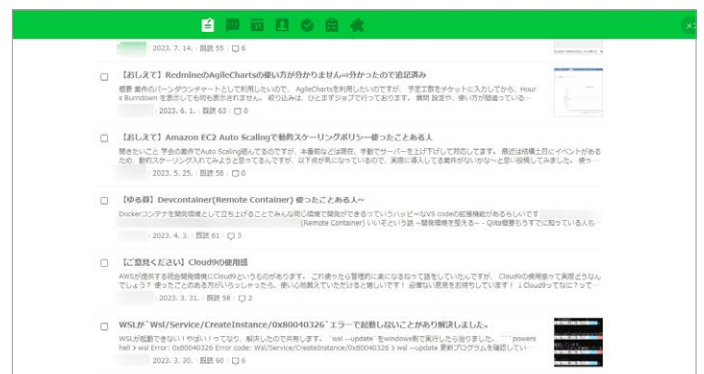 2023. 7. 14. 既読 55 6
【おしえて】RedmineのAgileChartsの使い方が分かりません⇒分かったので追記済み
概要 案件のバーンダウンチャートとして利用したいので、 AgileChartsを利用したいのですが、 予定工数をチケットに入力してから、Hour
s Burndown を表示しても何も表示されません。 絞り込みは、ひとまずジョブで行っております。 質問 設定や、使い方が間違っている…
2023. 6. 1. 既読 63 0
【おしえて】Amazon EC2 Auto Scalingで動的スケーリングポリシー使ったことある人
聞きたいこと 学会の案件でAuto Scaling組んでるのですが、本番前などは現在、手動でサーバーを上げ下げして対応してます。 最近は結構土日にイベントがある
ため、動的スケーリング入れてみようと思ってるんですが、以下点が気になっているので、実際に導入してる案件がないかな～と思い投稿してみました。 使っ…
2023. 5. 25. 既読 58 0
【ゆる募】Devcontainer(Remote Container) 使ったことある人~
Dockerコンテナを開発環境として立ち上げることでみんな同じ環境で開発ができるっていうハッピーなVS codeの拡張機能があるらしいです
(Remote Container) いいぞという話 ~開発環境を整える~ - Qiita概要もうすでに知っている人も…
2023. 4. 3. 既読 61 3
【ご意見ください】Cloud9の使用感
AWSが提供する統合開発環境にCloud9というものがあります。 これ使ったら管理的に楽になるねって話をしていたんですが、 Cloud9の使用感って実際どうなん
でしょう？ 使ったことのある方がいらっしゃったら、使い心地教えていただけると嬉しいです！ 忌憚ない意見をお待ちしています！ ↓Cloud9ってなに？って…
2023. 3. 31. 既読 58 2
WSLが`Wsl/Service/CreateInstance/0x80040326`エラーで起動しないことがあり解決しました。
WSLが起動できない！やばい！ってなり、解決したので共有します。 `wsl --update`をwindows側で実行したら治りました。 ```powers
hell > wsl Error: 0x80040326 Error code: Wsl/Service/CreateInstance/0x80040326 > wsl --update 更新プログラムを確認してい…
2023. 3. 30. 既読 60 6